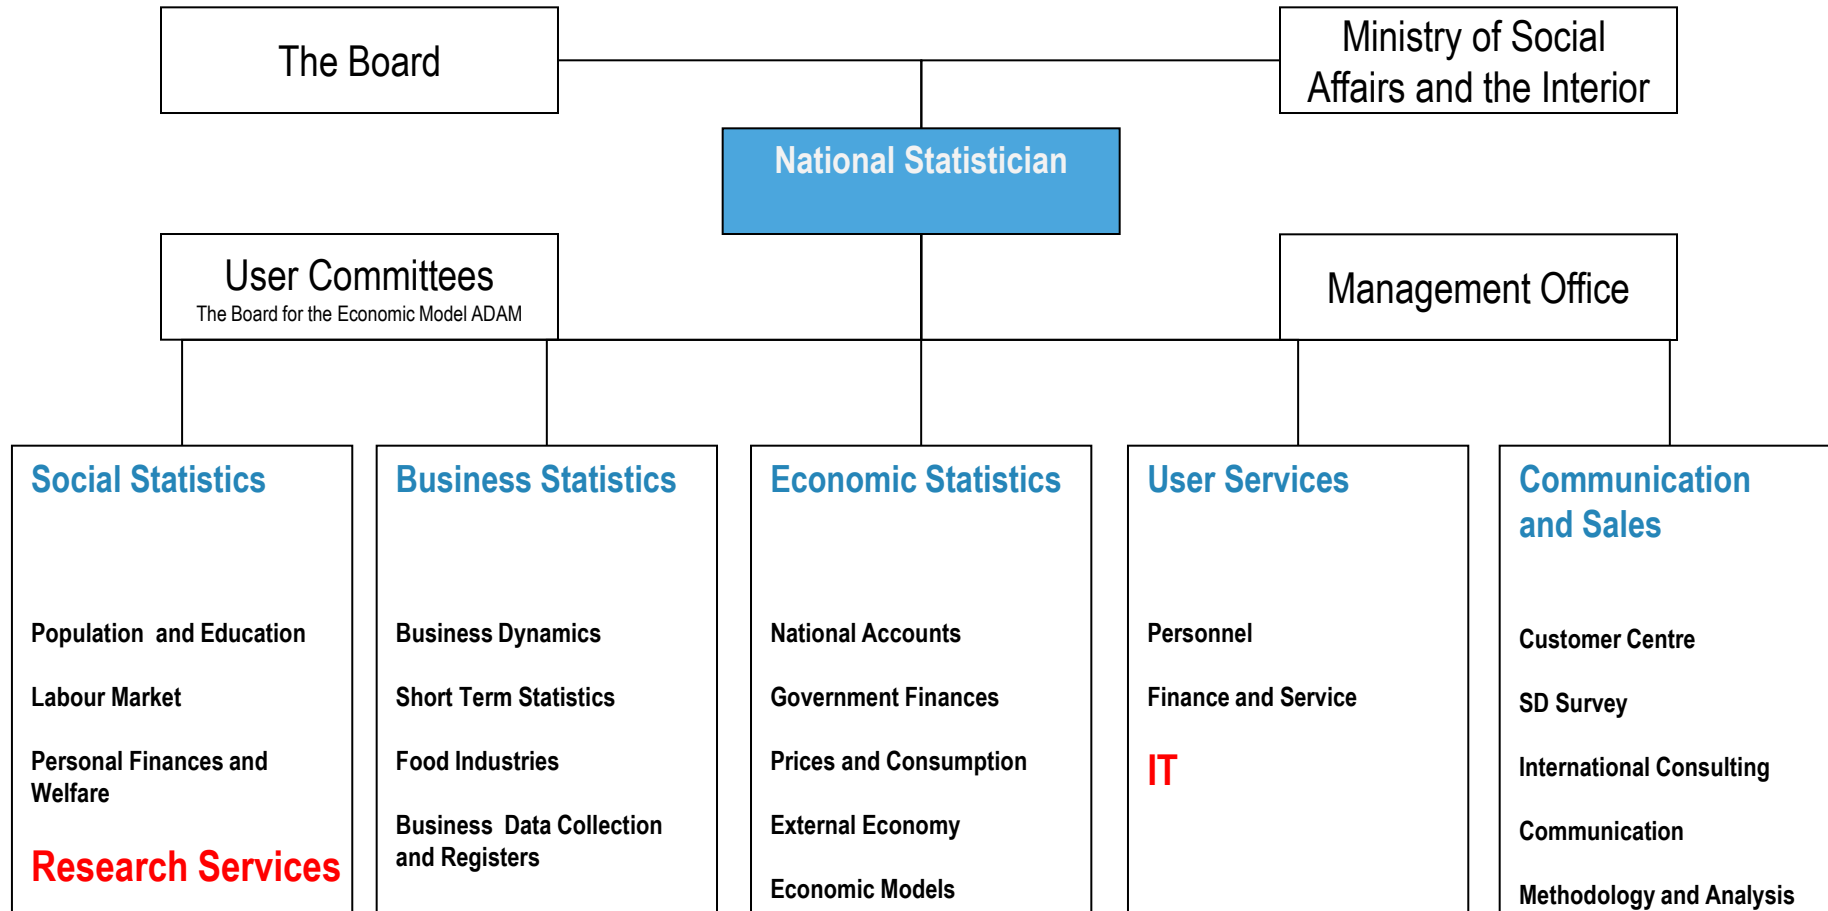 The Board
Ministry of Social
Affairs and the Interior
National Statistician
User Committees
The Board for the Economic Model ADAM
Management Office
Social Statistics
Population and Education
Labour Market
Personal Finances and
Welfare
Research Services
Business Statistics
Business Dynamics
Short Term Statistics
Food Industries
Business Data Collection
and Registers
Economic Statistics
National Accounts
Government Finances
Prices and Consumption
External Economy
Economic Models
User Services
Personnel
Finance and Service
IT
Communication
and Sales
Customer Centre
SD Survey
International Consulting
Communication
Methodology and Analysis